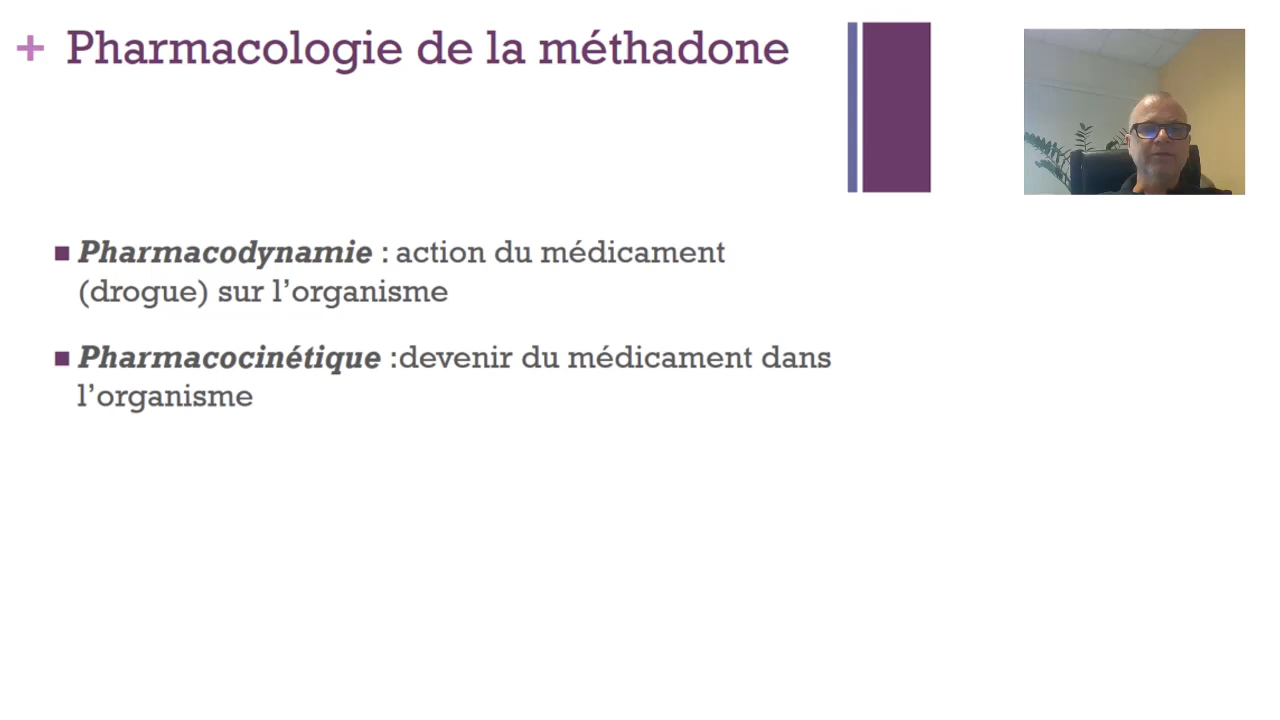 + Pharmacologie de la méthadone
Pharmacodynamie : action du médicament
(drogue) sur l’organisme
Pharmacocinétique :devenir du médicament dans
l’organisme